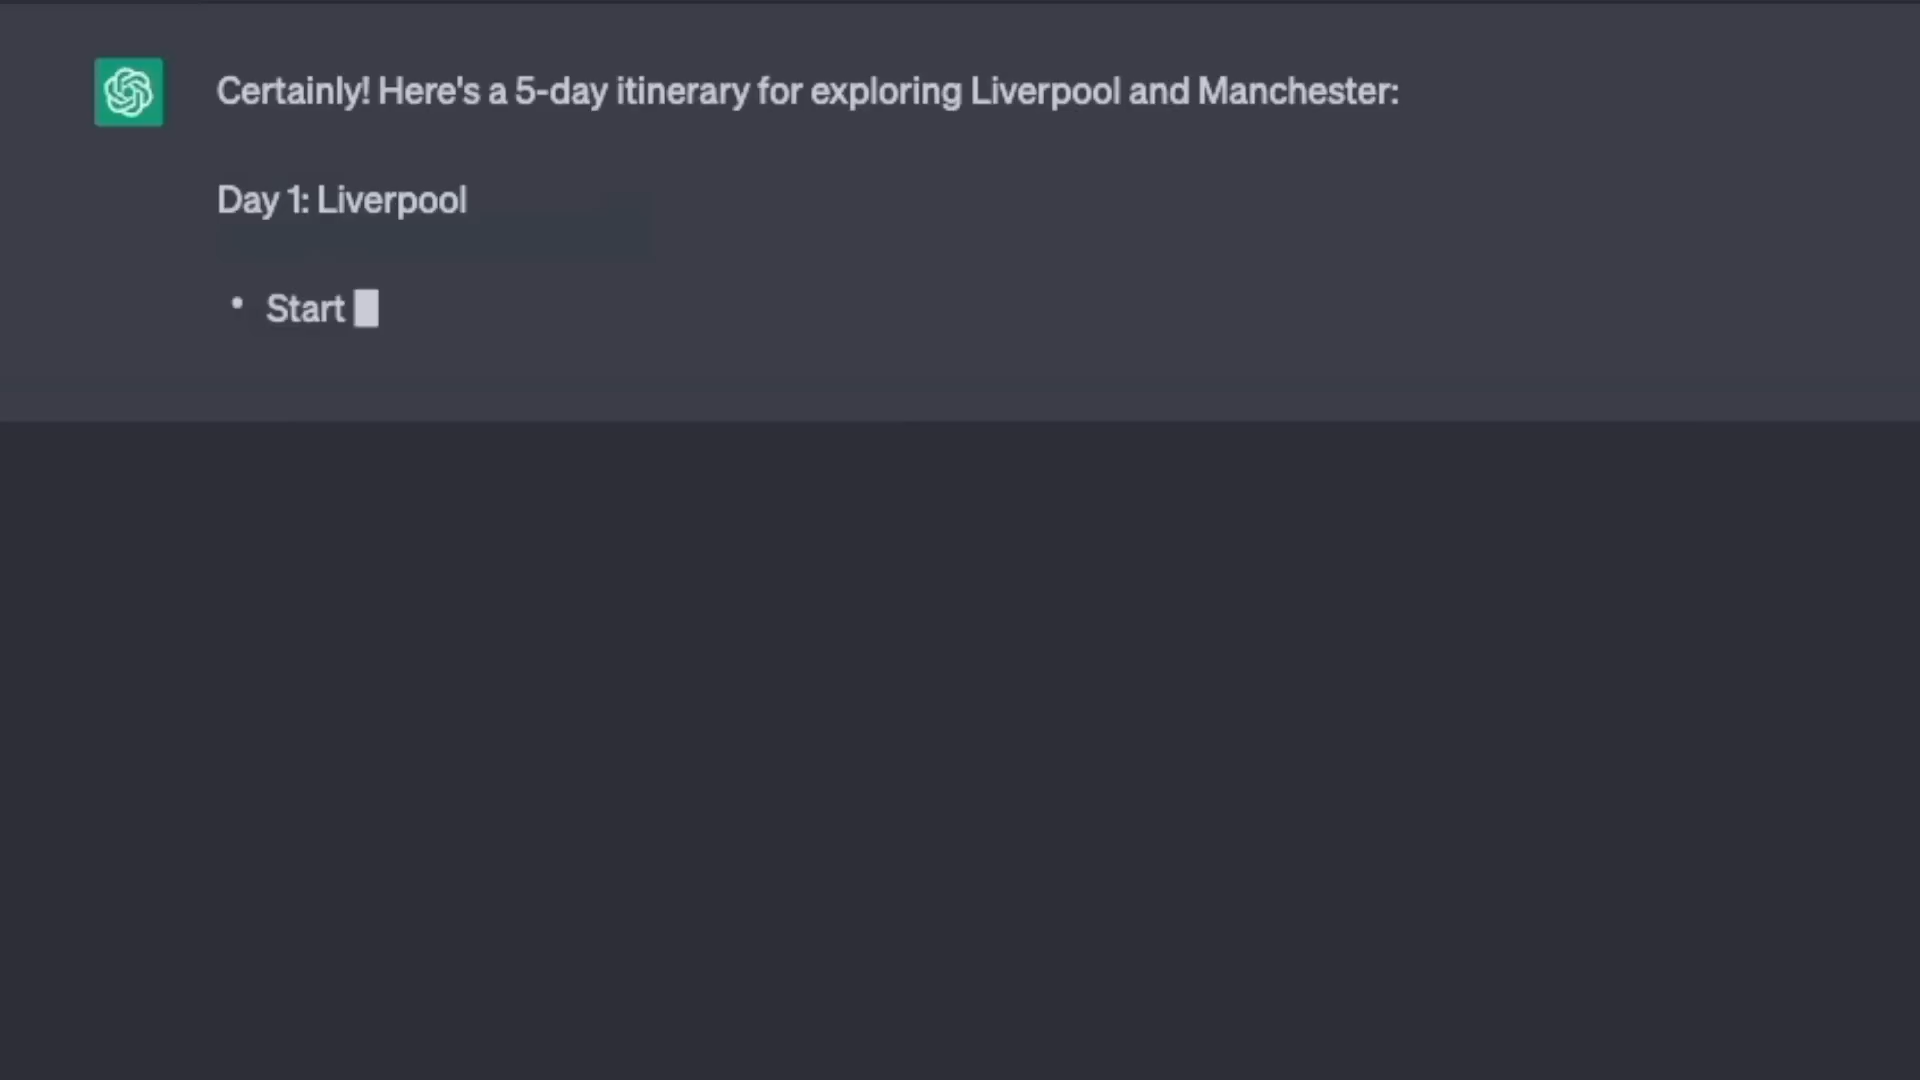 Certainly! Here's a 5-day itinerary for exploring Liverpool and Manchester:
Day 1: Liverpool
• Start